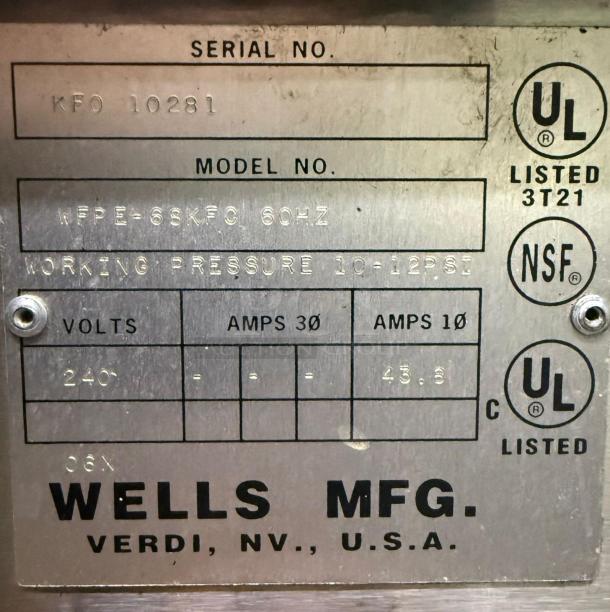 SERIAL NO.
KFO 10281
MODEL NO.
WFPE-68KFC 60HZ
WORKING PRESSURE 10-12PSI
VOLTS AMPS 3Ø AMPS 1Ø
240 - - - 43.8
UL ®
LISTED
3T21
NSF®
C UL ®
LISTED
06X
WELLS MFG.
VERDI, NV., U.S.A.